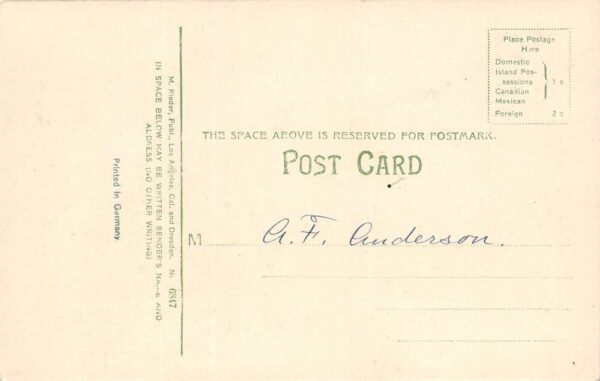 Place Postage
Here
Domestic
Island Pos-
sessions
Canadian
Mexican
1 c
Foreign 2 c
THE SPACE ABOVE IS RESERVED FOR POSTMARK.
POST CARD
M A. F. Anderson.
M. Rieder, Publ., Los Angeles, Cal. and Dresden. No 6847
IN SPACE BELOW MAY BE WRITTEN SENDER'S NAME AND
ADDRESS (NO OTHER WRITING)
Printed in Germany.